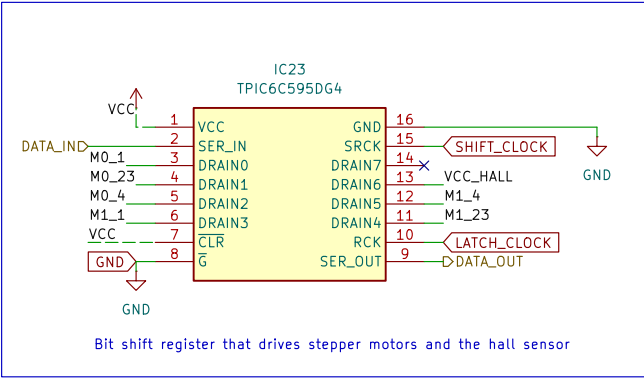 IC23
TPIC6C595DG4
VCC
1 VCC GND 16
DATA_IN 2 SER_IN SRCK 15 SHIFT_CLOCK
M0_1 3 DRAIN0 DRAIN7 14
M0_23 4 DRAIN1 DRAIN6 13 VCC_HALL
M0_4 5 DRAIN2 DRAIN5 12 M1_4
M1_1 6 DRAIN3 DRAIN4 11 M1_23
VCC 7 CLR RCK 10 LATCH_CLOCK
GND 8 G SER_OUT 9 DATA_OUT
GND
GND
Bit shift register that drives stepper motors and the hall sensor